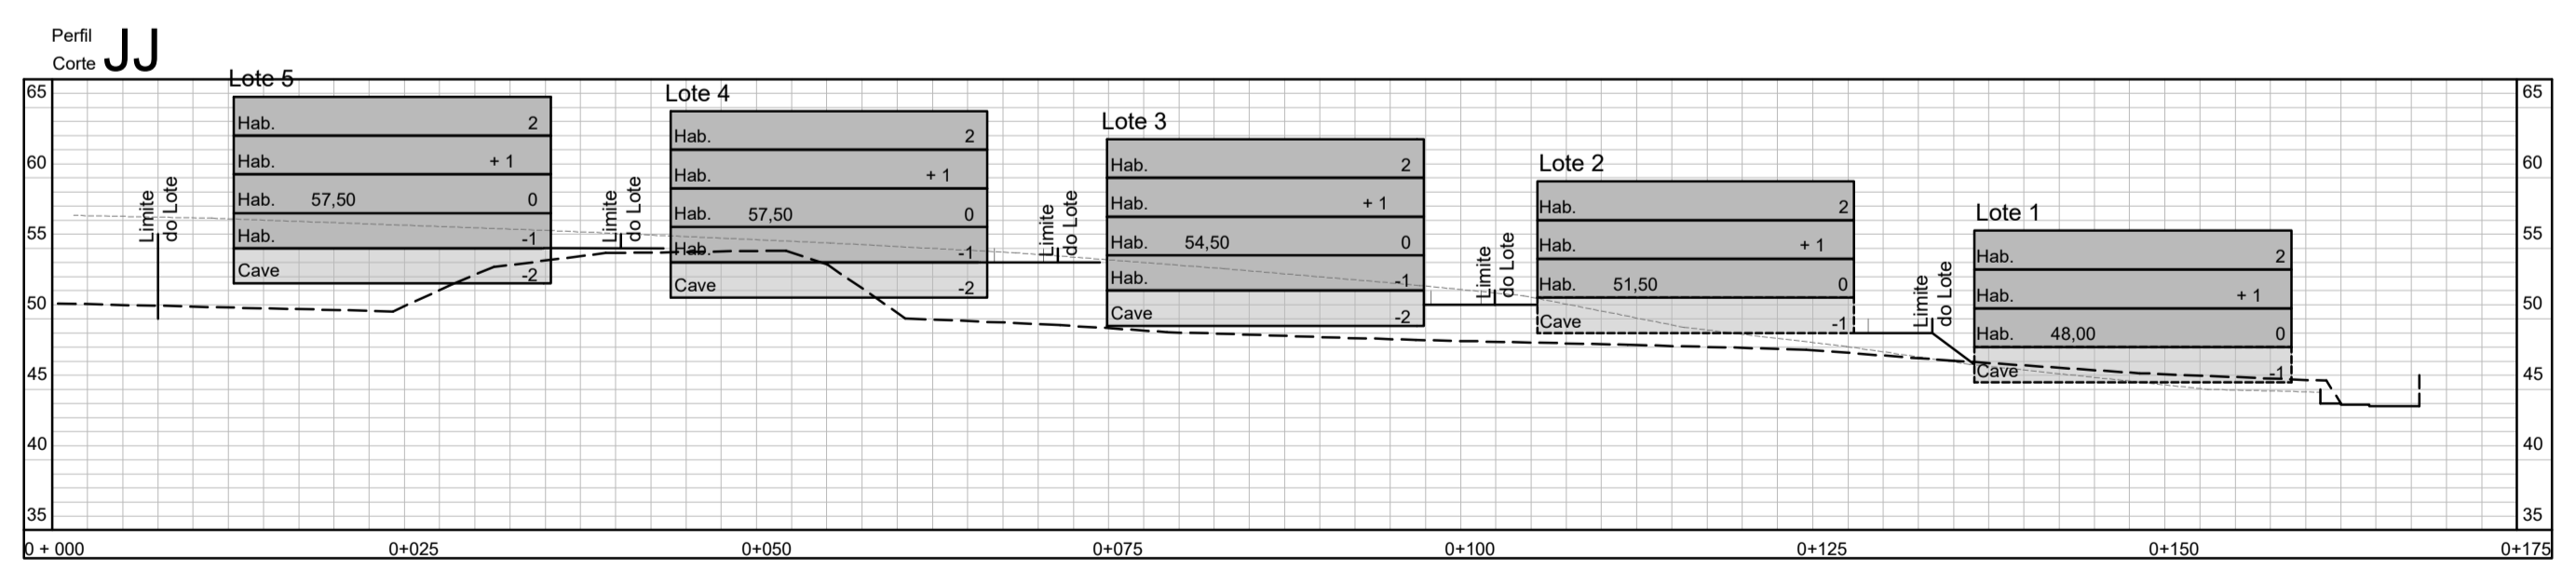 Perfil
Corte JJ
Lote 5
Hab. 2
Hab. + 1
Hab. 57,50 0
Hab. -1
Cave -2
Lote 4
Hab. 2
Hab. + 1
Hab. 57,50 0
Hab. -1
Cave -2
Lote 3
Hab. 2
Hab. + 1
Hab. 54,50 0
Hab. -1
Cave -2
Lote 2
Hab. 2
Hab. + 1
Hab. 51,50 0
Cave -1
Lote 1
Hab. 2
Hab. + 1
Hab. 48,00 0
Cave -1
Limite
do Lote
Limite
do Lote
Limite
do Lote
Limite
do Lote
Limite
do Lote
65 65
60 60
55 55
50 50
45 45
40 40
35 35
0 + 000 0+025 0+050 0+075 0+100 0+125 0+150 0+175